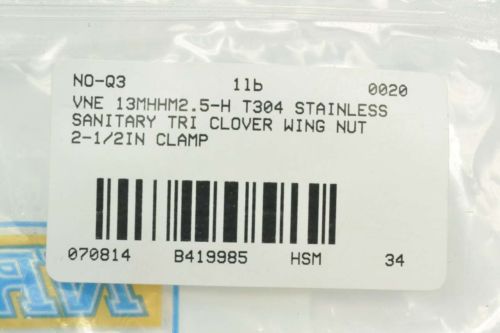 NO-Q3 1lb 0020
VNE 13MHHM2.5-H T304 STAINLESS
SANITARY TRI CLOVER WING NUT
2-1/2IN CLAMP
070814 B419985 HSM 34